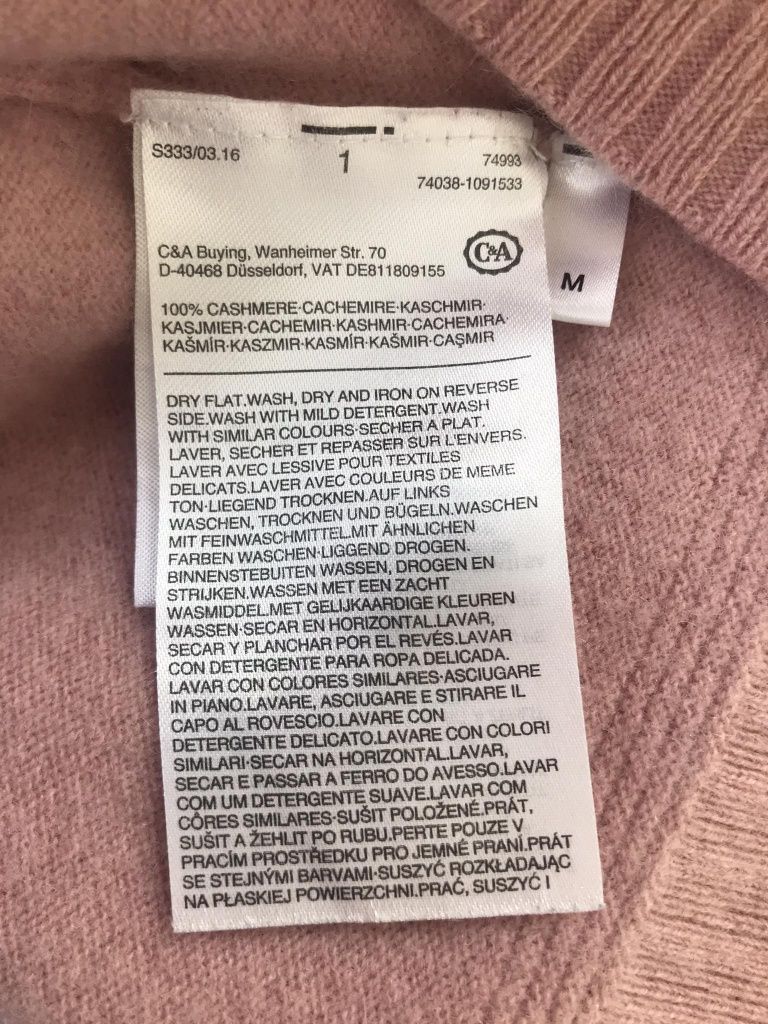 S333/03.16 1 74993
74038-1091533
C&A Buying, Wanheimer Str. 70
D-40468 Düsseldorf, VAT DE811809155
C&A
M
100% CASHMERE·CACHEMIRE·KASCHMIR·
KASJMIER·CACHEMIR·KASHMIR·CACHEMIRA·
KAŠMÍR·KASZMIR·KASMÍR·KAŠMIR·CAŞMIR
DRY FLAT.WASH, DRY AND IRON ON REVERSE
SIDE.WASH WITH MILD DETERGENT.WASH
WITH SIMILAR COLOURS·SECHER A PLAT.
LAVER, SECHER ET REPASSER SUR L'ENVERS.
LAVER AVEC LESSIVE POUR TEXTILES
DELICATS.LAVER AVEC COULEURS DE MEME
TON·LIEGEND TROCKNEN.AUF LINKS
WASCHEN, TROCKNEN UND BÜGELN.WASCHEN
MIT FEINWASCHMITTEL.MIT ÄHNLICHEN
FARBEN WASCHEN·LIGGEND DROGEN.
BINNENSTEBUITEN WASSEN, DROGEN EN
STRIJKEN.WASSEN MET EEN ZACHT
WASMIDDEL.MET GELIJKAARDIGE KLEUREN
WASSEN·SECAR EN HORIZONTAL.LAVAR,
SECAR Y PLANCHAR POR EL REVÉS.LAVAR
CON DETERGENTE PARA ROPA DELICADA.
LAVAR CON COLORES SIMILARES·ASCIUGARE
IN PIANO.LAVARE, ASCIUGARE E STIRARE IL
CAPO AL ROVESCIO.LAVARE CON
DETERGENTE DELICATO.LAVARE CON COLORI
SIMILARI·SECAR NA HORIZONTAL.LAVAR,
SECAR E PASSAR A FERRO DO AVESSO.LAVAR
COM UM DETERGENTE SUAVE.LAVAR COM
CÔRES SIMILARES·SUŠIT POLOŽENÉ.PRÁT,
SUŠIT A ŽEHLIT PO RUBU.PERTE POUZE V
PRACÍM PROSTŘEDKU PRO JEMNÉ PRANÍ.PRÁT
SE STEJNÝMI BARVAMI·SUSZYĆ ROZKŁADAJĄC
NA PŁASKIEJ POWIERZCHNI.PRAĆ, SUSZYĆ I